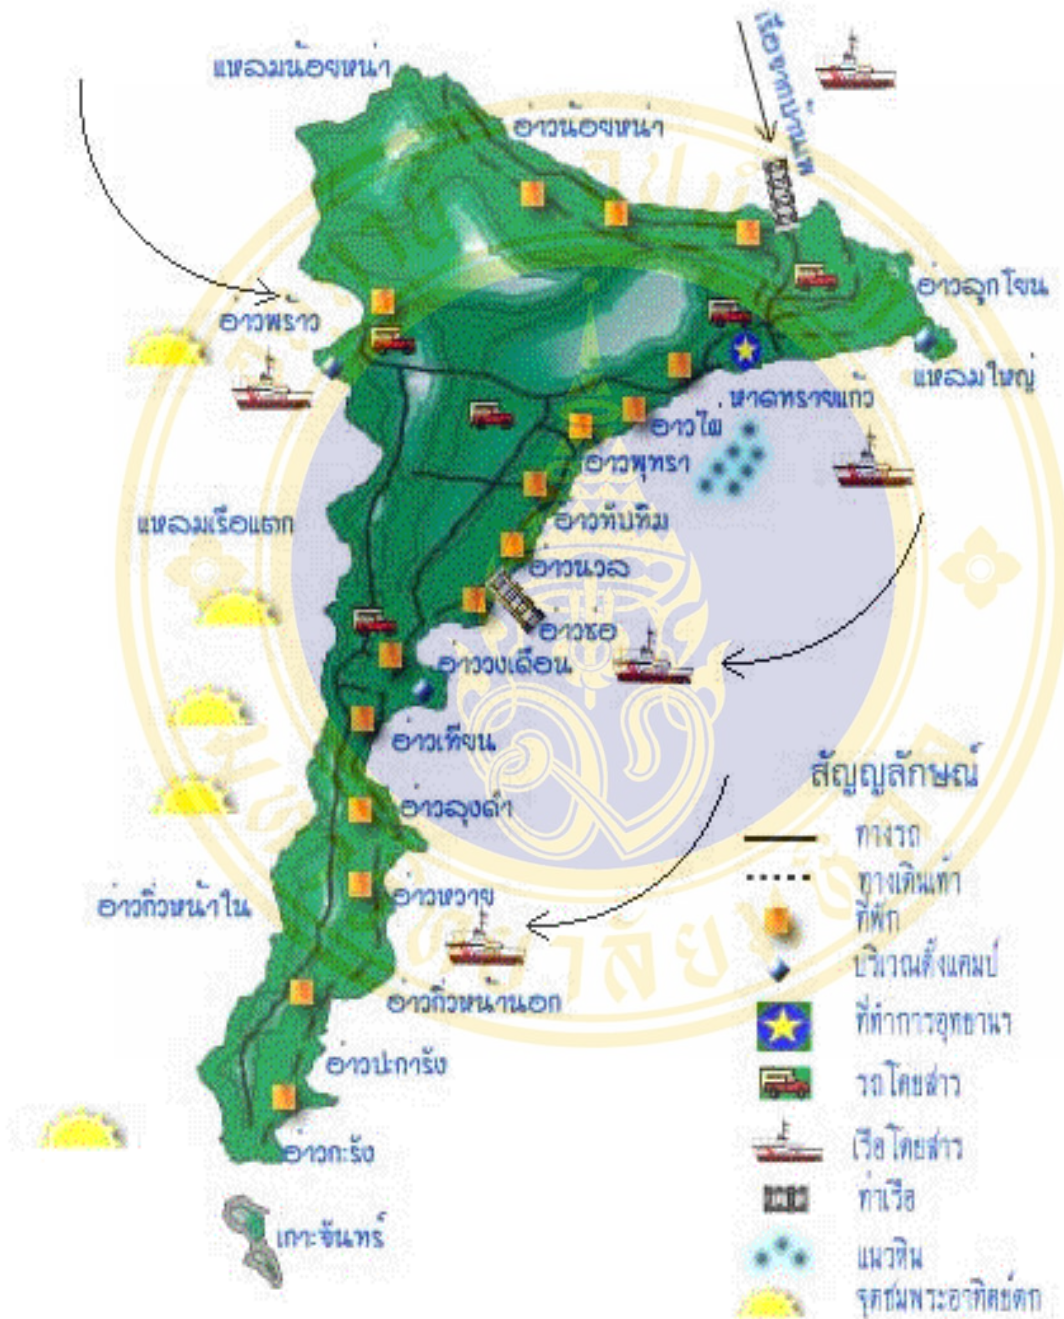 แหลมน้อยหน่า
เรือจากบ้านเพ
อ่าวน้อยหน่า
อ่าวลูกโยน
อ่าวพร้าว
แหลมใหญ่
หาดทรายแก้ว
อ่าวไผ่
อ่าวพุทรา
แหลมเรือแตก
อ่าวทับทิม
อ่าวนวล
อ่าวช่อ
อ่าววงเดือน
อ่าวเทียน
อ่าวลุงดำ
อ่าวหวาย
อ่าวกิ่วหน้าใน
อ่าวกิ่วหน้านอก
อ่าวปะการัง
อ่าวกะรัง
เกาะจันทร์
สัญญลักษณ์
ทางรถ
ทางเดินเท้า
ที่พัก
บริเวณตั้งแคมป์
ที่ทำการอุทยานฯ
รถโดยสาร
เรือโดยสาร
ท่าเรือ
แนวหิน
จุดชมพระอาทิตย์ตก